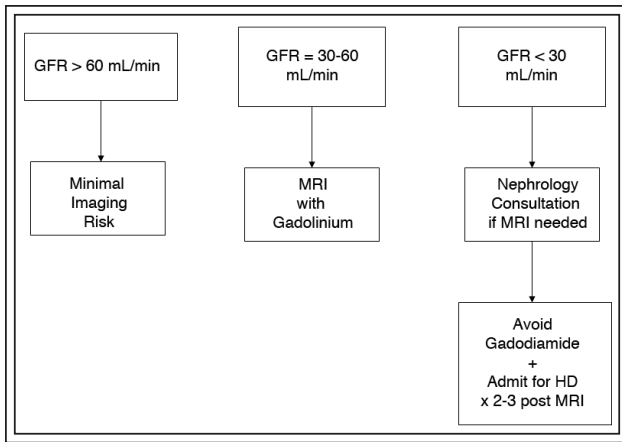 GFR > 60 mL/min
Minimal
Imaging
Risk
GFR = 30-60
mL/min
MRI
with
Gadolinium
GFR < 30
mL/min
Nephrology
Consultation
if MRI needed
Avoid
Gadodiamide
+
Admit for HD
x 2-3 post MRI